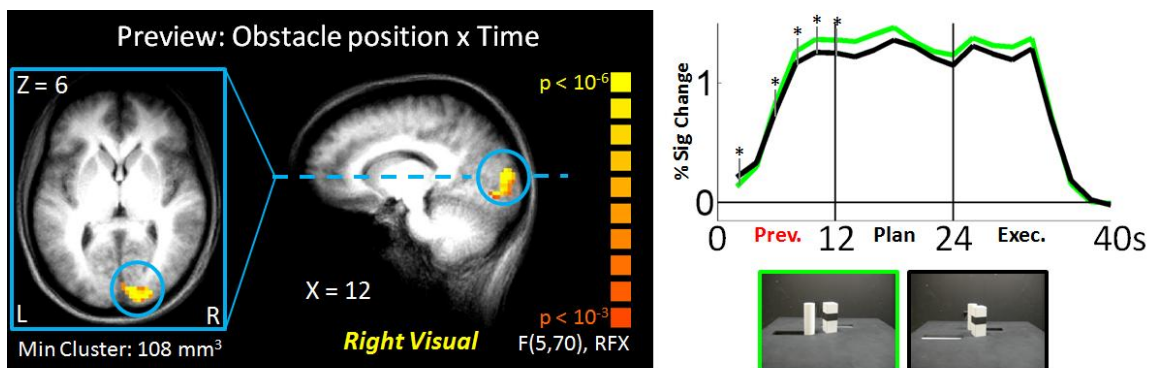 Preview: Obstacle position x Time
Z = 6
p < 10⁻⁶
X = 12
L
R
p < 10⁻³
Min Cluster: 108 mm³
Right Visual
F(5,70), RFX
% Sig Change
1
0
* * * * *
0 Prev. 12 Plan 24 Exec. 40s